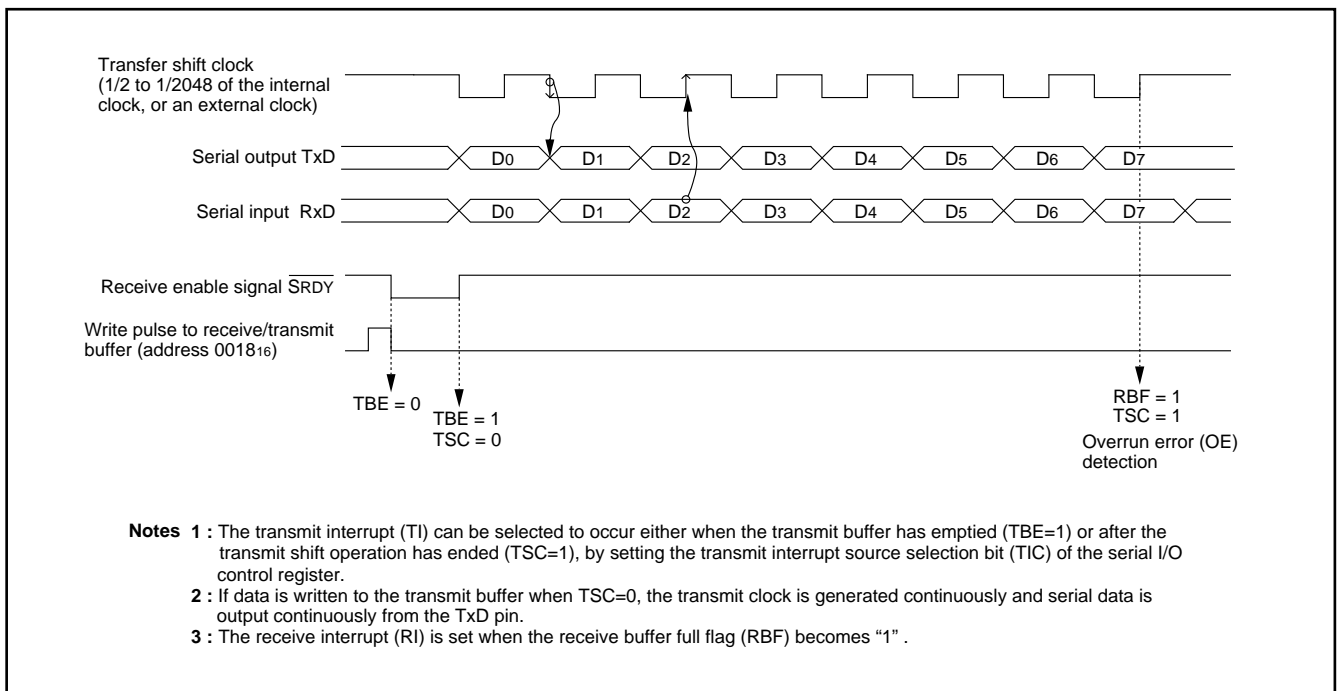 Transfer shift clock
(1/2 to 1/2048 of the internal
clock, or an external clock)
Serial output TxD
D0 D1 D2 D3 D4 D5 D6 D7
Serial input RxD
D0 D1 D2 D3 D4 D5 D6 D7
Receive enable signal SRDY
Write pulse to receive/transmit
buffer (address 001816)
TBE = 0
TBE = 1
TSC = 0
RBF = 1
TSC = 1
Overrun error (OE)
detection
Notes 1 : The transmit interrupt (TI) can be selected to occur either when the transmit buffer has emptied (TBE=1) or after the
transmit shift operation has ended (TSC=1), by setting the transmit interrupt source selection bit (TIC) of the serial I/O
control register.
2 : If data is written to the transmit buffer when TSC=0, the transmit clock is generated continuously and serial data is
output continuously from the TxD pin.
3 : The receive interrupt (RI) is set when the receive buffer full flag (RBF) becomes “1” .